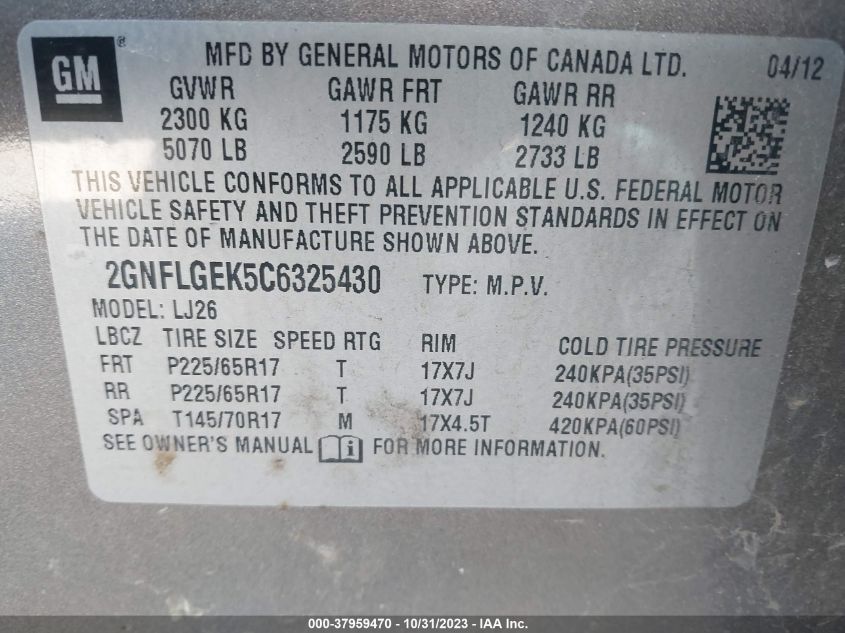 GM ®
MFD BY GENERAL MOTORS OF CANADA LTD. 04/12
GVWR GAWR FRT GAWR RR
2300 KG 1175 KG 1240 KG
5070 LB 2590 LB 2733 LB
THIS VEHICLE CONFORMS TO ALL APPLICABLE U.S. FEDERAL MOTOR
VEHICLE SAFETY AND THEFT PREVENTION STANDARDS IN EFFECT ON
THE DATE OF MANUFACTURE SHOWN ABOVE.
2GNFLGEK5C6325430 TYPE: M.P.V.
MODEL: LJ26
LBCZ TIRE SIZE SPEED RTG RIM COLD TIRE PRESSURE
FRT P225/65R17 T 17X7J 240KPA(35PSI)
RR P225/65R17 T 17X7J 240KPA(35PSI)
SPA T145/70R17 M 17X4.5T 420KPA(60PSI)
SEE OWNER'S MANUAL i FOR MORE INFORMATION.
000-37959470 - 10/31/2023 - IAA Inc.